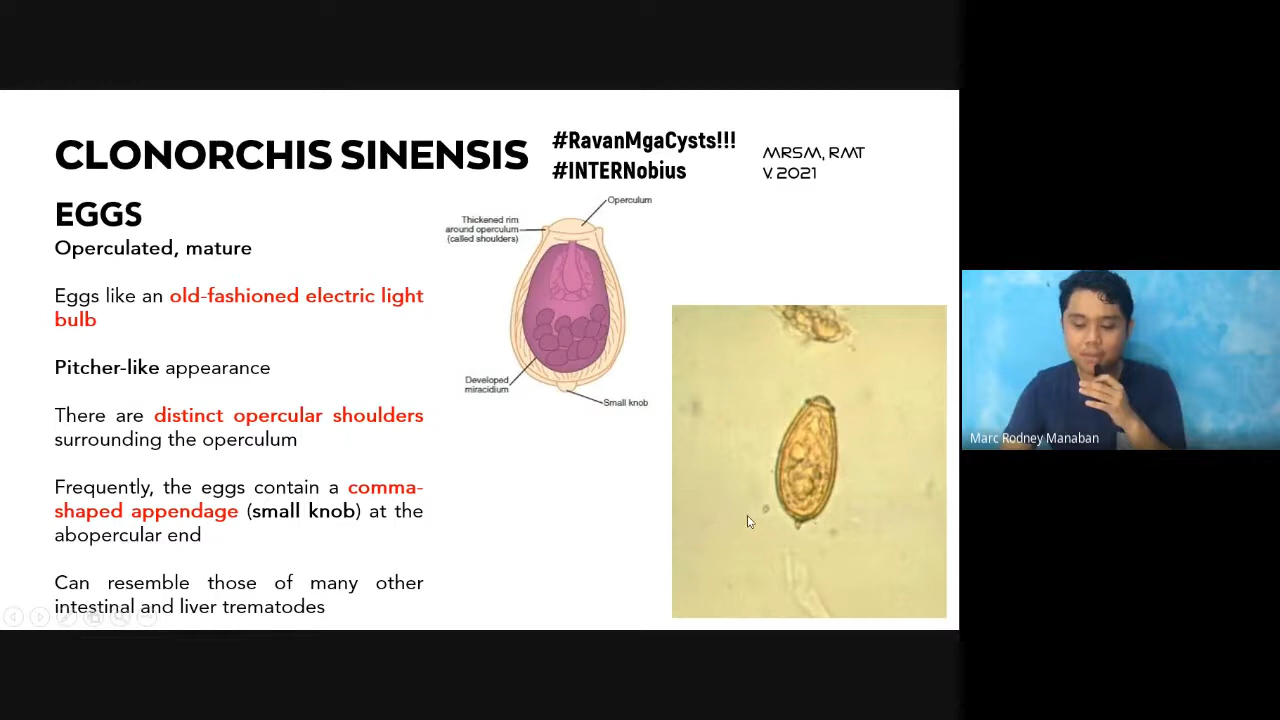 CLONORCHIS SINENSIS
#RavanMgaCysts!!!
#INTERNobius
MRSM, RMT
V. 2021
EGGS
Operculated, mature
Eggs like an old-fashioned electric light
bulb
Pitcher-like appearance
There are distinct opercular shoulders
surrounding the operculum
Frequently, the eggs contain a comma-
shaped appendage (small knob) at the
abopercular end
Can resemble those of many other
intestinal and liver trematodes
Operculum
Thickened rim
around operculum
(called shoulders)
Developed
miracidium
Small knob
Marc Rodney Manaban